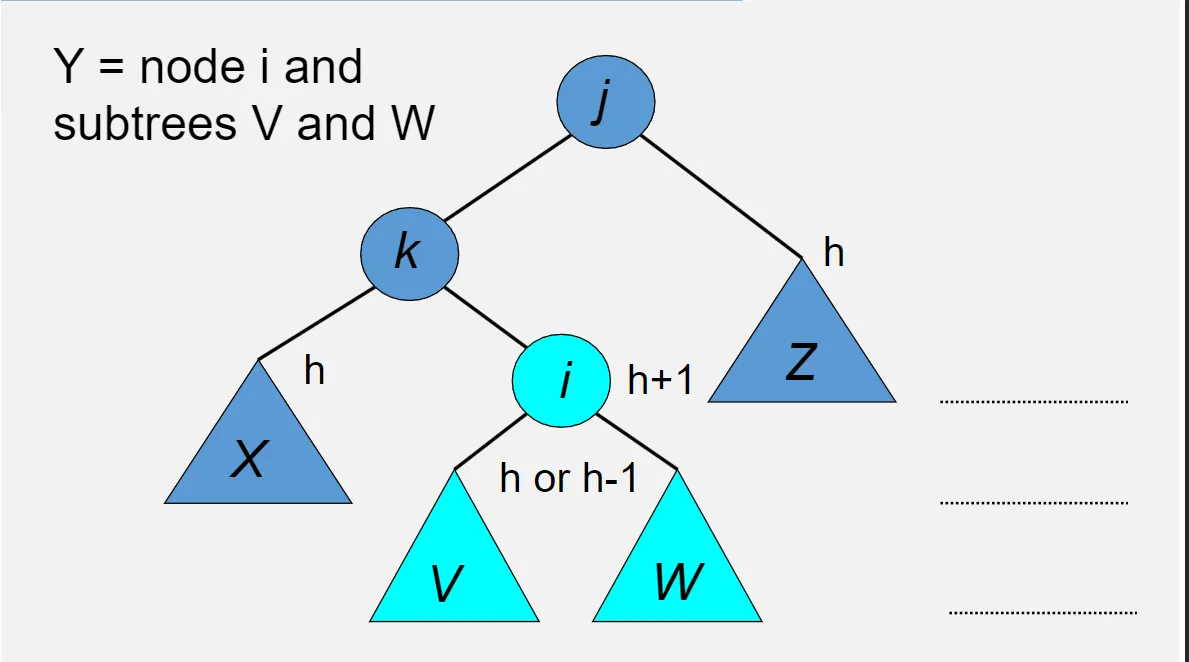 Y = node i and
subtrees V and W
j
k
h
h
i
h+1
Z
X
h or h-1
V
W